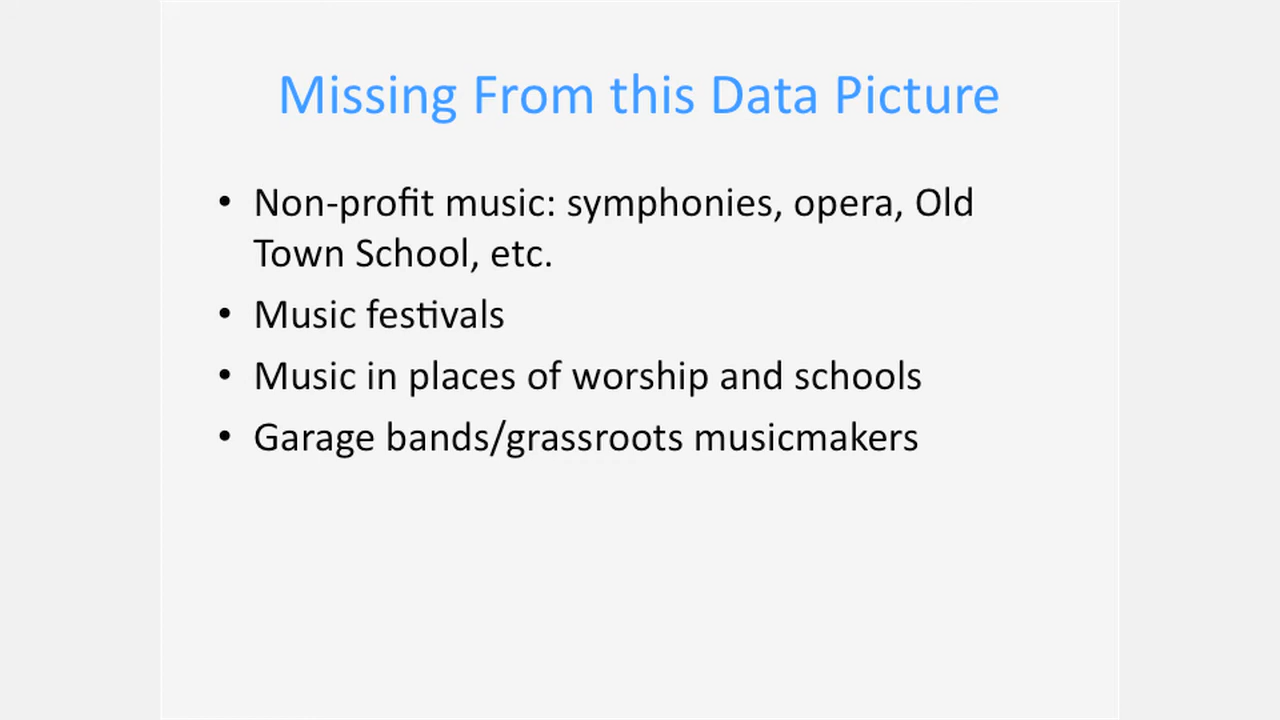 Missing From this Data Picture
• Non-profit music: symphonies, opera, Old
Town School, etc.
• Music festivals
• Music in places of worship and schools
• Garage bands/grassroots musicmakers